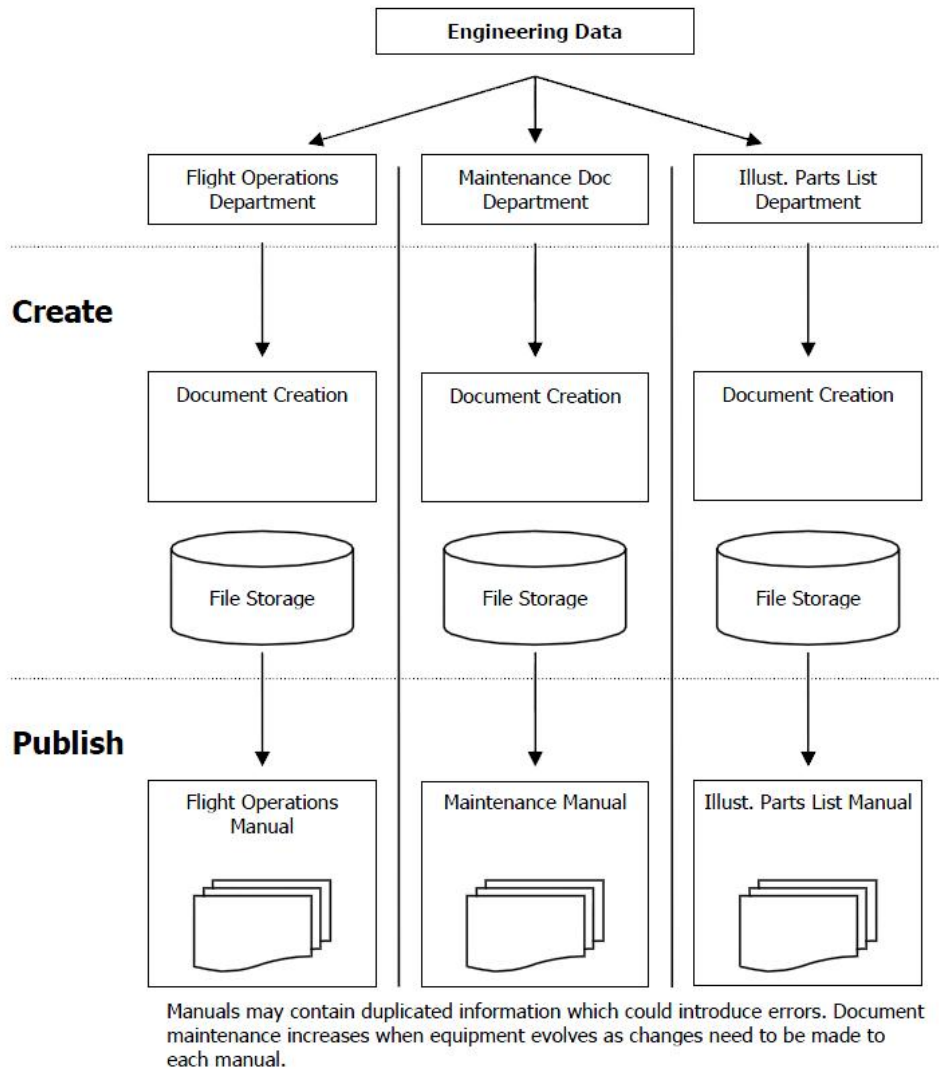 Engineering Data
Flight Operations
Department
Maintenance Doc
Department
Illust. Parts List
Department
Create
Document Creation
Document Creation
Document Creation
File Storage
File Storage
File Storage
Publish
Flight Operations
Manual
Maintenance Manual
Illust. Parts List Manual
Manuals may contain duplicated information which could introduce errors. Document
maintenance increases when equipment evolves as changes need to be made to
each manual.